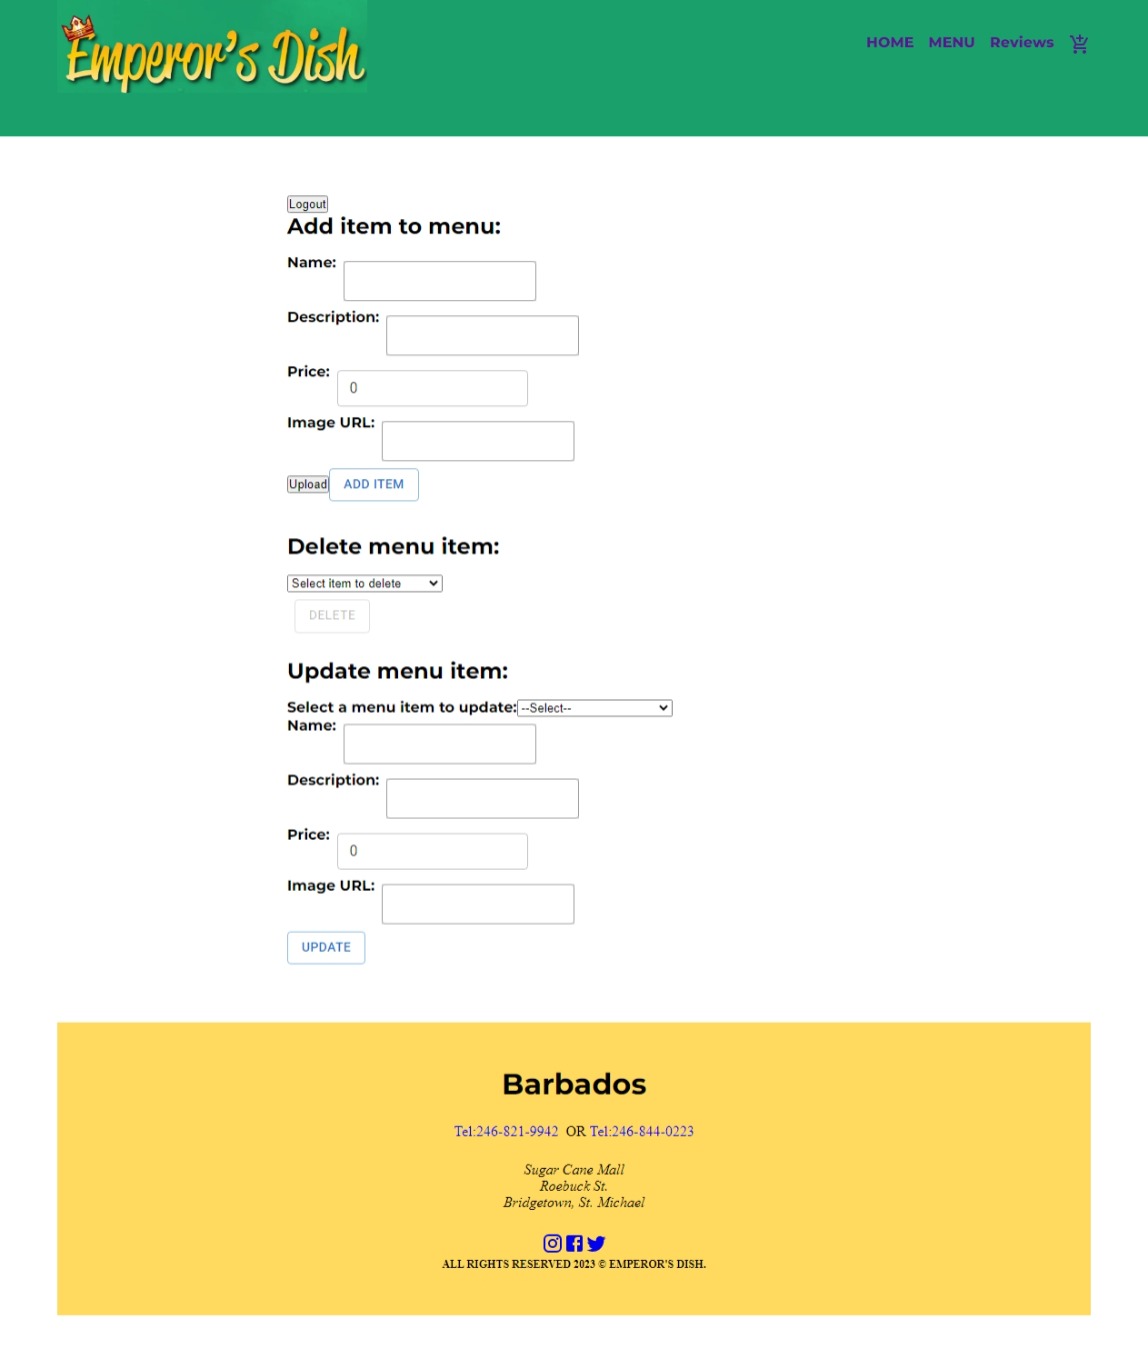 Emperor's Dish
HOME MENU Reviews
Logout
Add item to menu:
Name:
Description:
Price: 0
Image URL:
Upload ADD ITEM
Delete menu item:
Select item to delete
DELETE
Update menu item:
Select a menu item to update: --Select--
Name:
Description:
Price: 0
Image URL:
UPDATE
Barbados
Tel:246-821-9942 OR Tel:246-844-0223
Sugar Cane Mall
Roebuck St.
Bridgetown, St. Michael
ALL RIGHTS RESERVED 2023 © EMPEROR'S DISH.